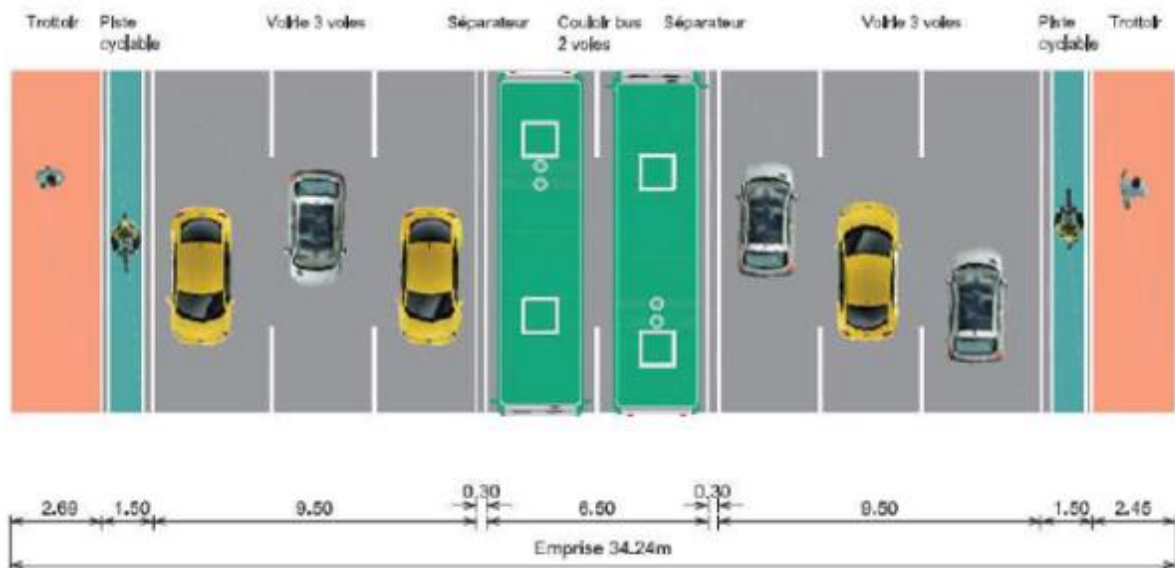 Trottoir
Piste
cyclable
Voirie 3 voies
Séparateur
Couloir bus
2 voies
Séparateur
Voirie 3 voies
Piste
cyclable
Trottoir
2.69
1.50
9.50
0.30
6.50
0.30
9.50
1.50
2.45
Emprise 34.24m